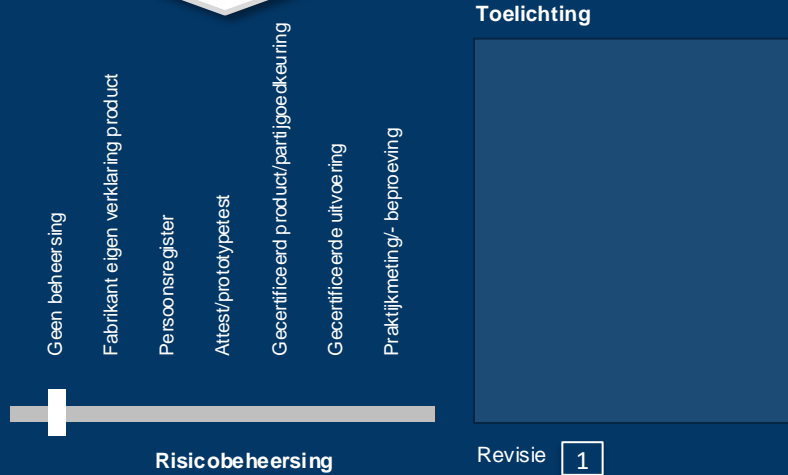 Toelichting
Geen beheersing
Fabrikant eigen verklaring product
Persoonsregister
Attest/prototypetest
Gecertificeerd product/partijgoedkeuring
Gecertificeerde uitvoering
Praktijkmeting/- beproeving
Risicobeheersing
Revisie 1